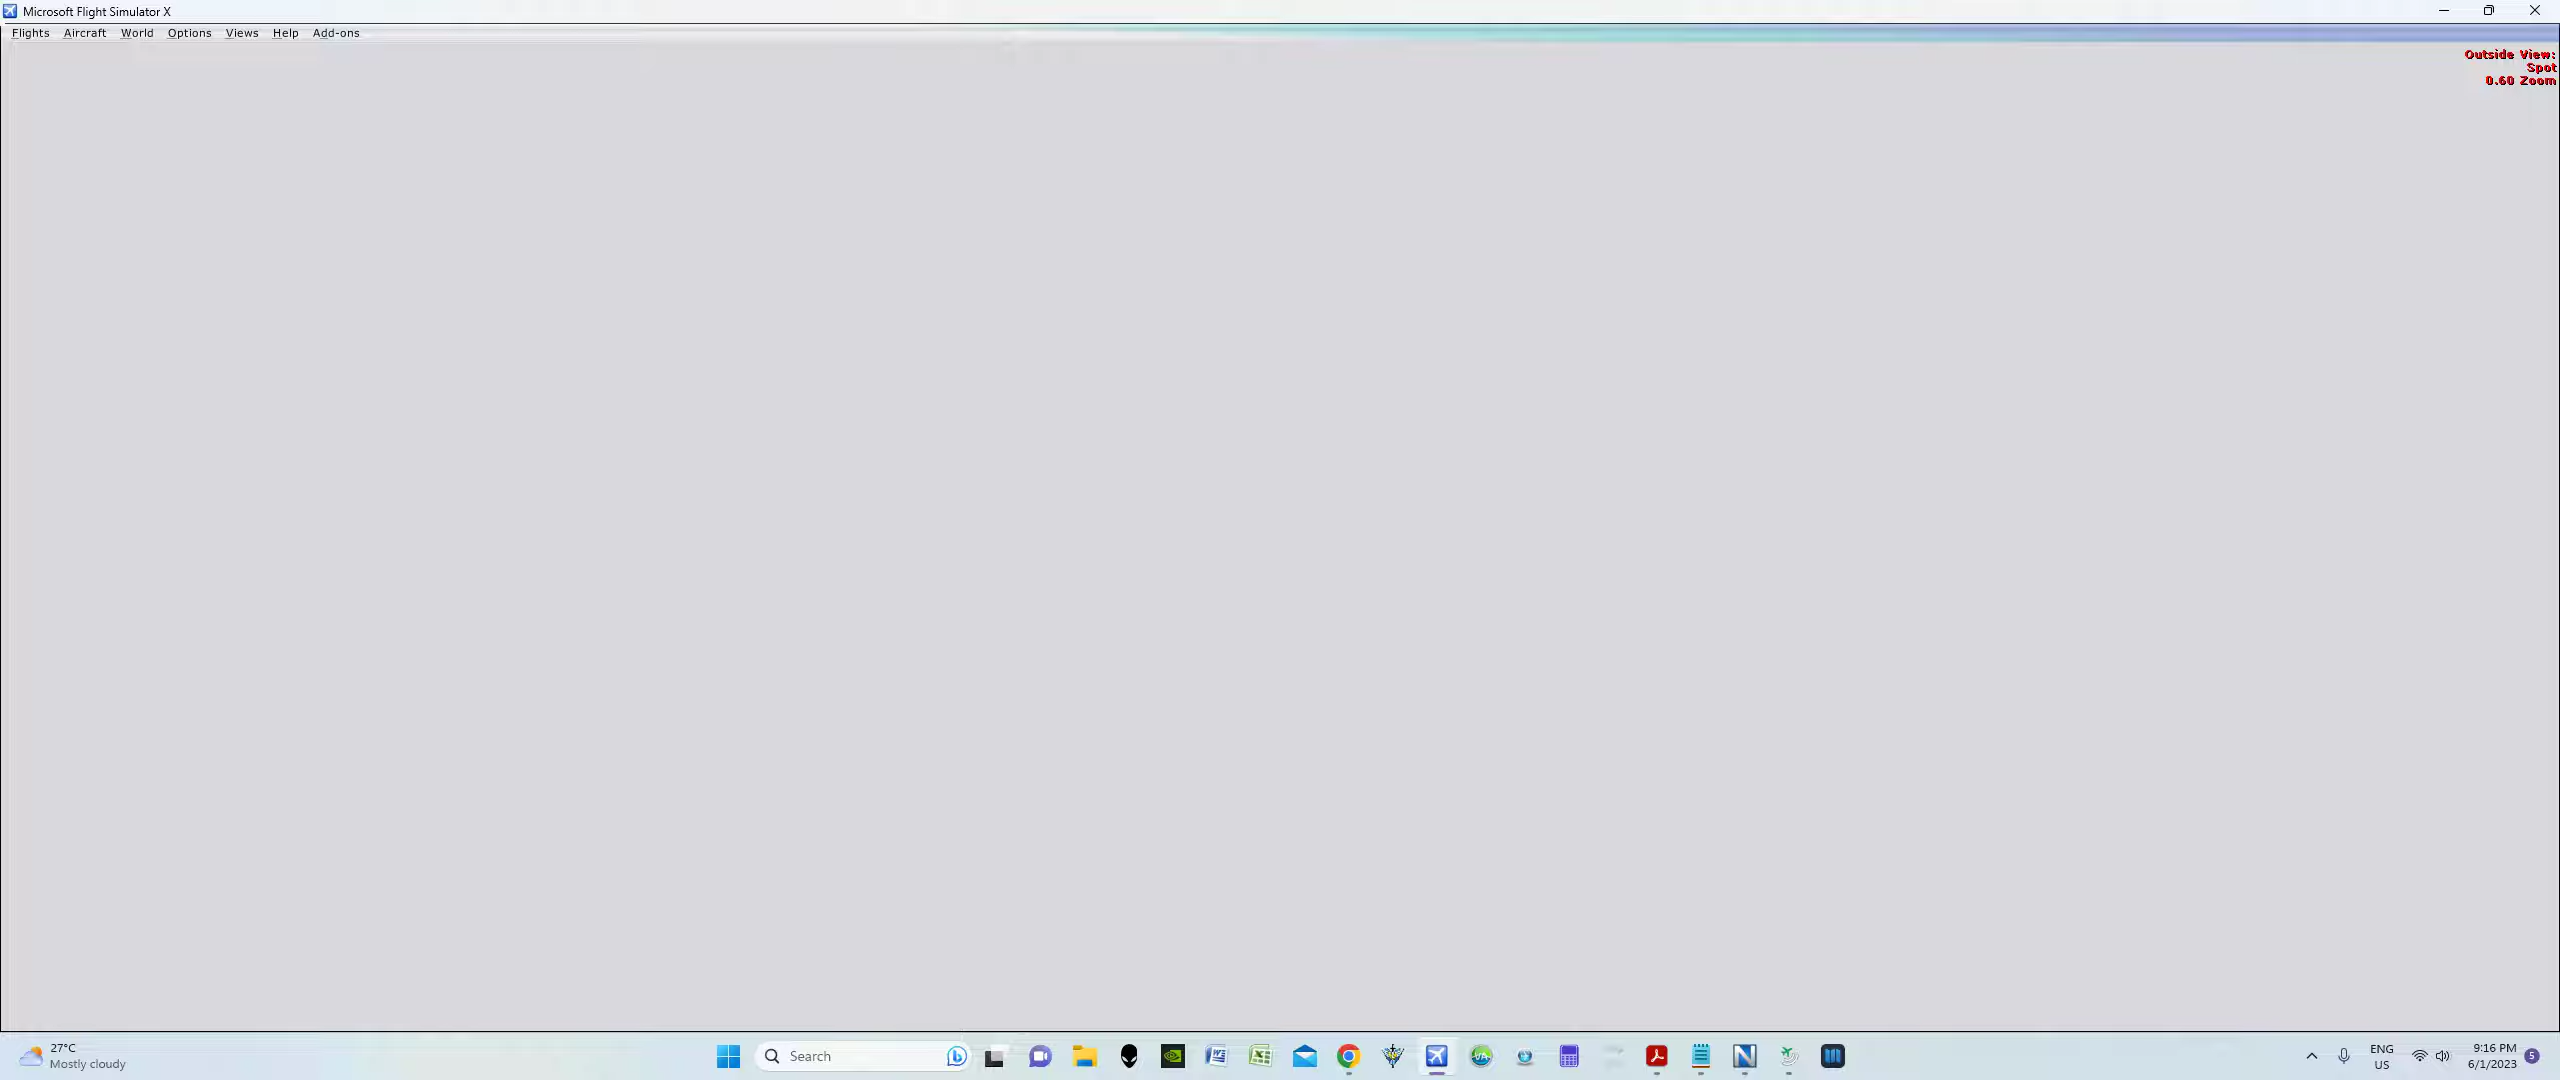 Microsoft Flight Simulator X
Flights Aircraft World Options Views Help Add-ons
Outside View:
Spot
0.60 Zoom
27°C
Mostly cloudy
Search
ENG
US
9:16 PM
6/1/2023
5